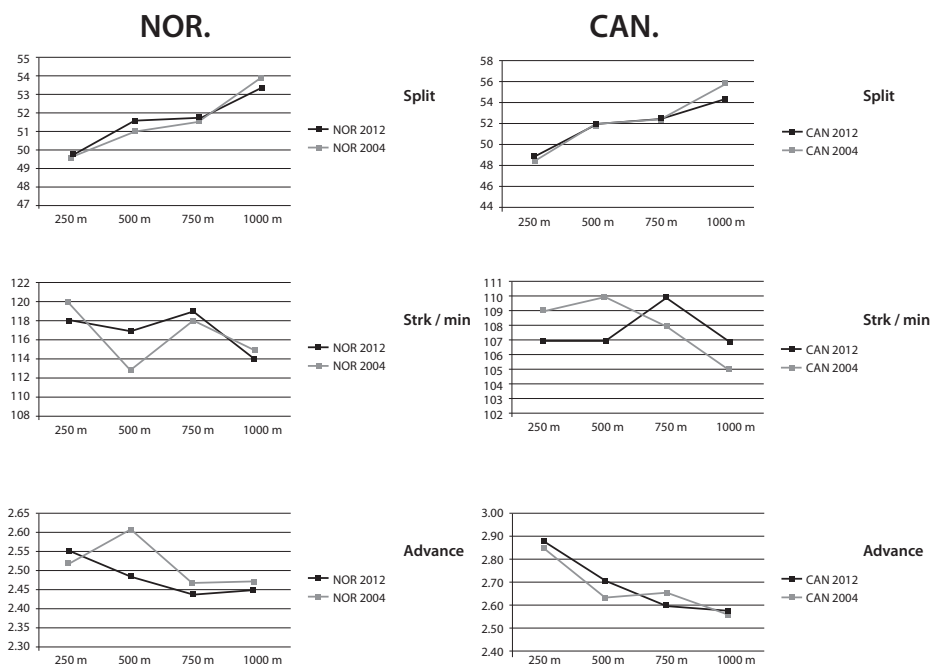 NOR.
55
54
53
52
51
50
49
48
47
250 m 500 m 750 m 1000 m
Split
NOR 2012
NOR 2004
CAN.
58
56
54
52
50
48
46
44
250 m 500 m 750 m 1000 m
Split
CAN 2012
CAN 2004
122
120
118
116
114
112
110
108
250 m 500 m 750 m 1000 m
Strk / min
NOR 2012
NOR 2004
111
110
109
108
107
106
105
104
103
102
250 m 500 m 750 m 1000 m
Strk / min
CAN 2012
CAN 2004
2.65
2.60
2.55
2.50
2.45
2.40
2.35
2.30
250 m 500 m 750 m 1000 m
Advance
NOR 2012
NOR 2004
3.00
2.90
2.80
2.70
2.60
2.50
2.40
250 m 500 m 750 m 1000 m
Advance
CAN 2012
CAN 2004